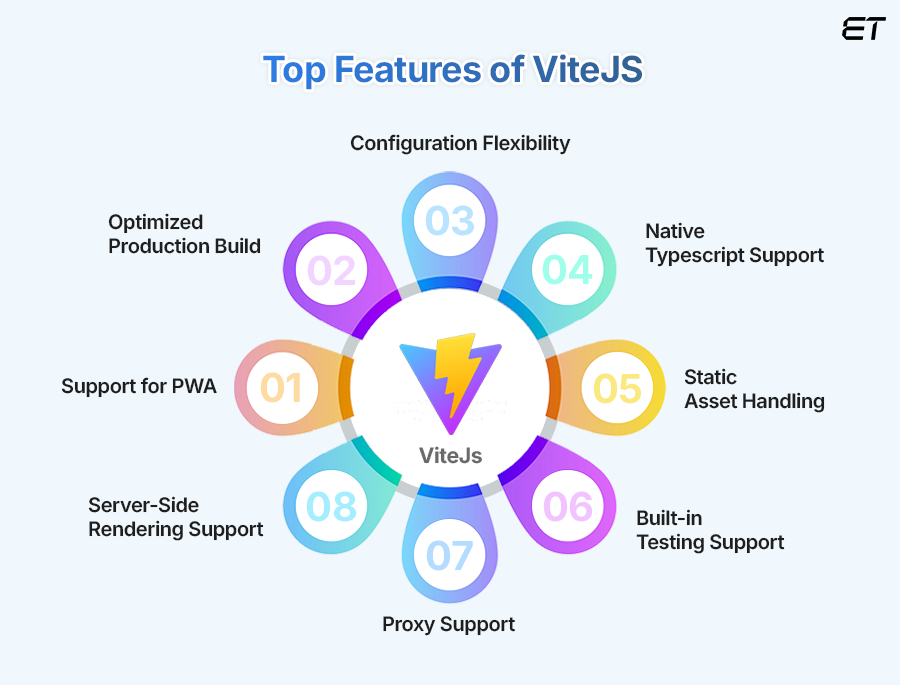 ET
Top Features of ViteJS
Configuration Flexibility
03
Optimized
Production Build
02
04
Native
Typescript Support
Support for PWA
01
ViteJs
05
Static
Asset Handling
Server-Side
Rendering Support
08
06
Built-in
Testing Support
07
Proxy Support